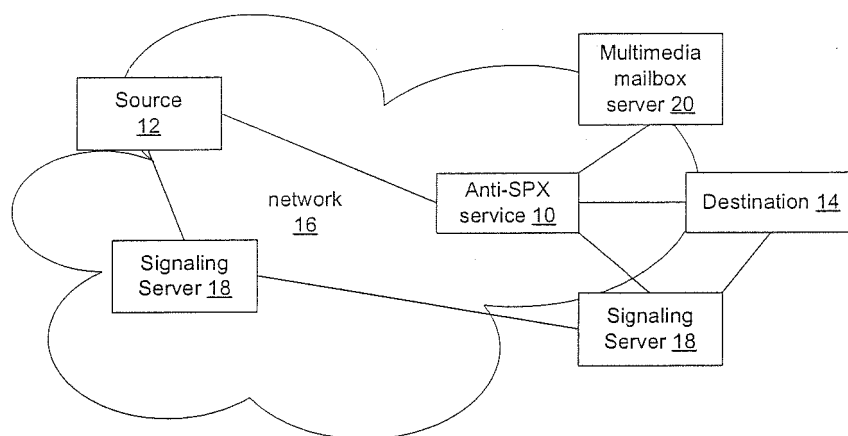 Multimedia
mailbox
server 20
Source
12
network
16
Anti-SPX
service 10
Destination 14
Signaling
Server 18
Signaling
Server 18